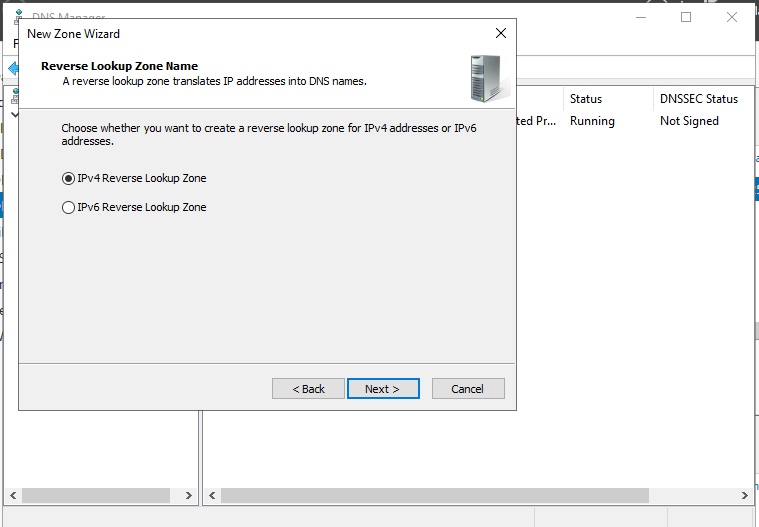 DNS Manager
New Zone Wizard
Reverse Lookup Zone Name
A reverse lookup zone translates IP addresses into DNS names.
Status
DNSSEC Status
ted Pr...
Running
Not Signed
Choose whether you want to create a reverse lookup zone for IPv4 addresses or IPv6
addresses.
IPv4 Reverse Lookup Zone
IPv6 Reverse Lookup Zone
< Back
Next >
Cancel